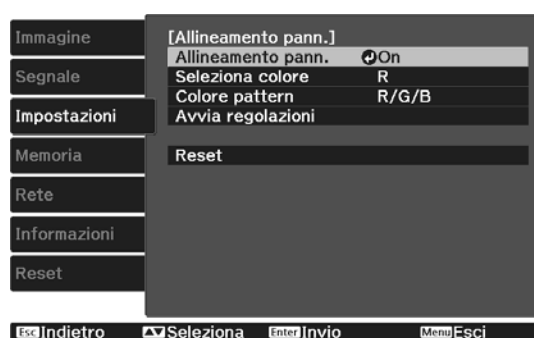 Immagine
Segnale
Impostazioni
Memoria
Rete
Informazioni
Reset
[Allineamento pann.]
Allineamento pann. On
Seleziona colore R
Colore pattern R/G/B
Avvia regolazioni
Reset
Esc Indietro Seleziona Enter Invio Menu Esci